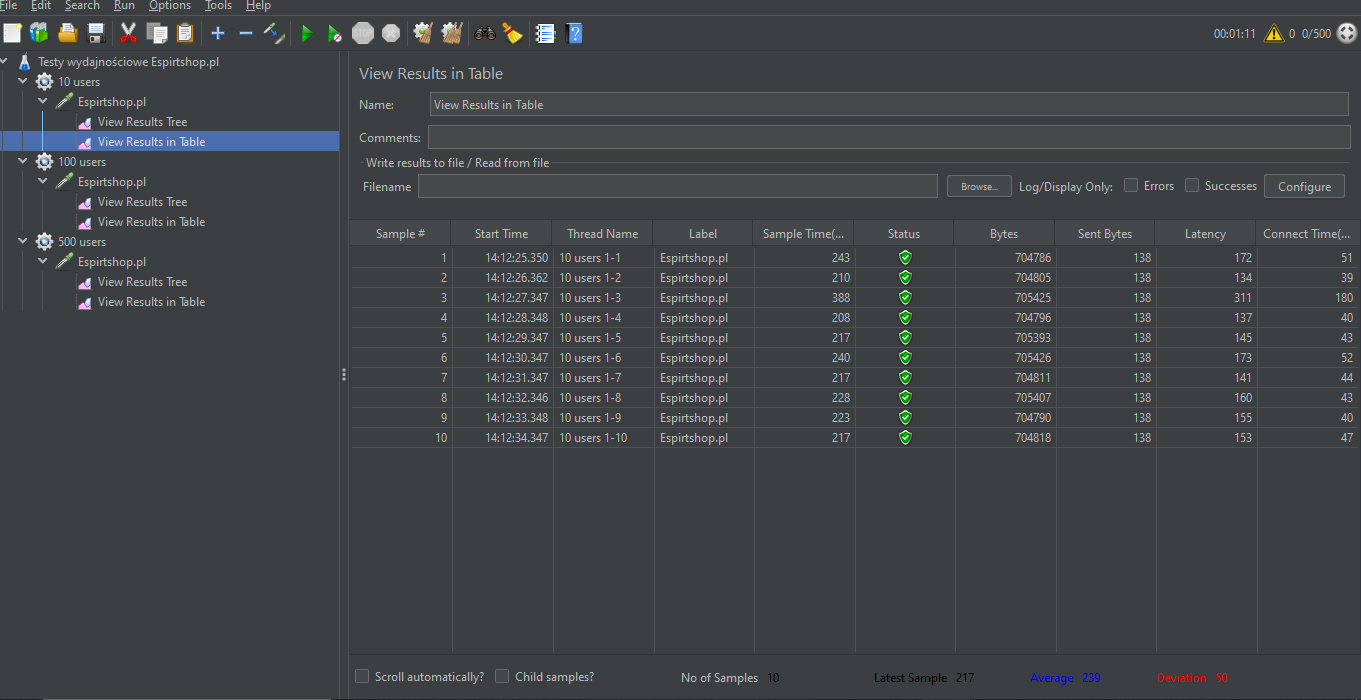 File Edit Search Run Options Tools Help
STOP 00:01:11 0 0/500
Testy wydajnościowe Espirtshop.pl
10 users
Espirtshop.pl
View Results Tree
View Results in Table
100 users
Espirtshop.pl
View Results Tree
View Results in Table
500 users
Espirtshop.pl
View Results Tree
View Results in Table
View Results in Table
Name: View Results in Table
Comments:
Write results to file / Read from file
Filename Browse... Log/Display Only: Errors Successes Configure
Sample # Start Time Thread Name Label Sample Time(... Status Bytes Sent Bytes Latency Connect Time(...
1 14:12:25.350 10 users 1-1 Espirtshop.pl 243 704786 138 172 51
2 14:12:26.362 10 users 1-2 Espirtshop.pl 210 704805 138 134 39
3 14:12:27.347 10 users 1-3 Espirtshop.pl 388 705425 138 311 180
4 14:12:28.348 10 users 1-4 Espirtshop.pl 208 704796 138 137 40
5 14:12:29.347 10 users 1-5 Espirtshop.pl 217 705393 138 145 43
6 14:12:30.347 10 users 1-6 Espirtshop.pl 240 705426 138 173 52
7 14:12:31.347 10 users 1-7 Espirtshop.pl 217 704811 138 141 44
8 14:12:32.346 10 users 1-8 Espirtshop.pl 228 705407 138 160 43
9 14:12:33.348 10 users 1-9 Espirtshop.pl 223 704790 138 155 40
10 14:12:34.347 10 users 1-10 Espirtshop.pl 217 704818 138 153 47
Scroll automatically? Child samples? No of Samples 10 Latest Sample 217 Average 239 Deviation 50